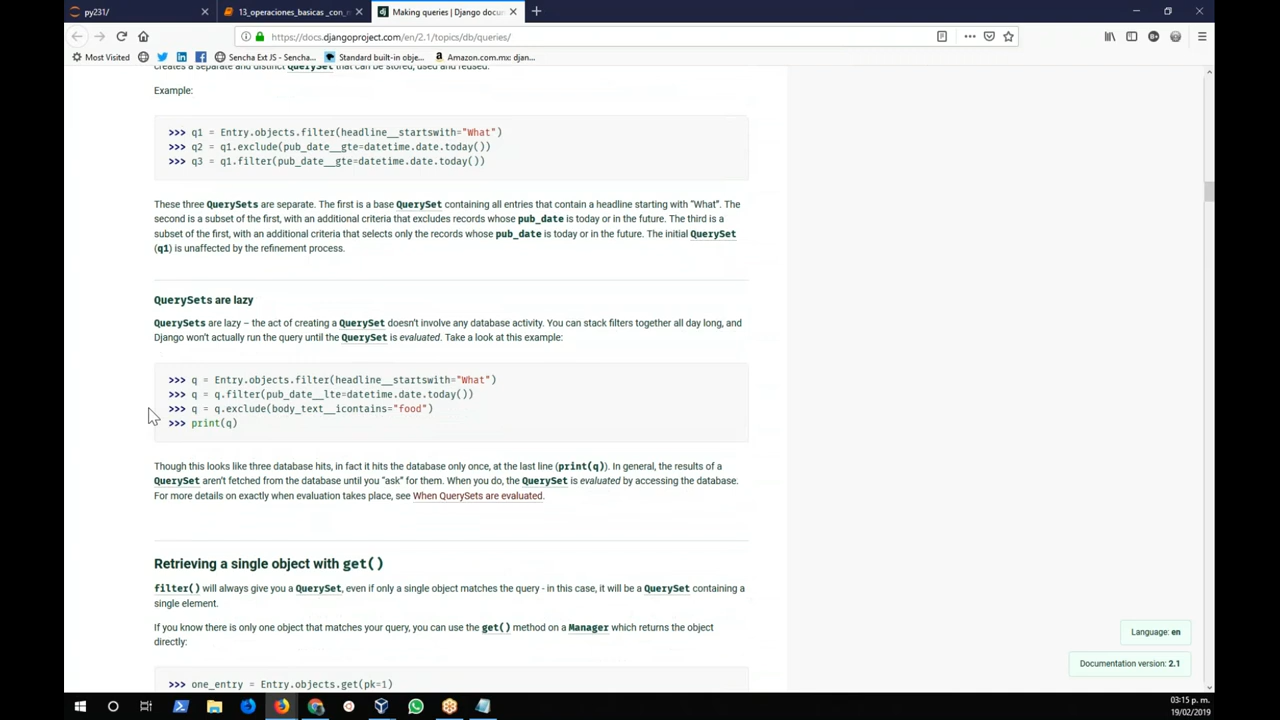 py231/
13_operaciones_basicas _con_m
Making queries | Django docum
https://docs.djangoproject.com/en/2.1/topics/db/queries/
Most Visited
Sencha Ext JS - Sencha...
Standard built-in obje...
Amazon.com.mx: djan...
creates a separate and distinct QuerySet that can be stored, used and reused.
Example:
>>> q1 = Entry.objects.filter(headline__startswith="What")
>>> q2 = q1.exclude(pub_date__gte=datetime.date.today())
>>> q3 = q1.filter(pub_date__gte=datetime.date.today())
These three QuerySets are separate. The first is a base QuerySet containing all entries that contain a headline starting with “What”. The
second is a subset of the first, with an additional criteria that excludes records whose pub_date is today or in the future. The third is a
subset of the first, with an additional criteria that selects only the records whose pub_date is today or in the future. The initial QuerySet
(q1) is unaffected by the refinement process.
QuerySets are lazy
QuerySets are lazy – the act of creating a QuerySet doesn’t involve any database activity. You can stack filters together all day long, and
Django won’t actually run the query until the QuerySet is evaluated. Take a look at this example:
>>> q = Entry.objects.filter(headline__startswith="What")
>>> q = q.filter(pub_date__lte=datetime.date.today())
>>> q = q.exclude(body_text__icontains="food")
>>> print(q)
Though this looks like three database hits, in fact it hits the database only once, at the last line (print(q)). In general, the results of a
QuerySet aren’t fetched from the database until you “ask” for them. When you do, the QuerySet is evaluated by accessing the database.
For more details on exactly when evaluation takes place, see When QuerySets are evaluated.
Retrieving a single object with get()
filter() will always give you a QuerySet, even if only a single object matches the query - in this case, it will be a QuerySet containing a
single element.
If you know there is only one object that matches your query, you can use the get() method on a Manager which returns the object
directly:
>>> one_entry = Entry.objects.get(pk=1)
Language: en
Documentation version: 2.1
03:15 p. m.
19/02/2019